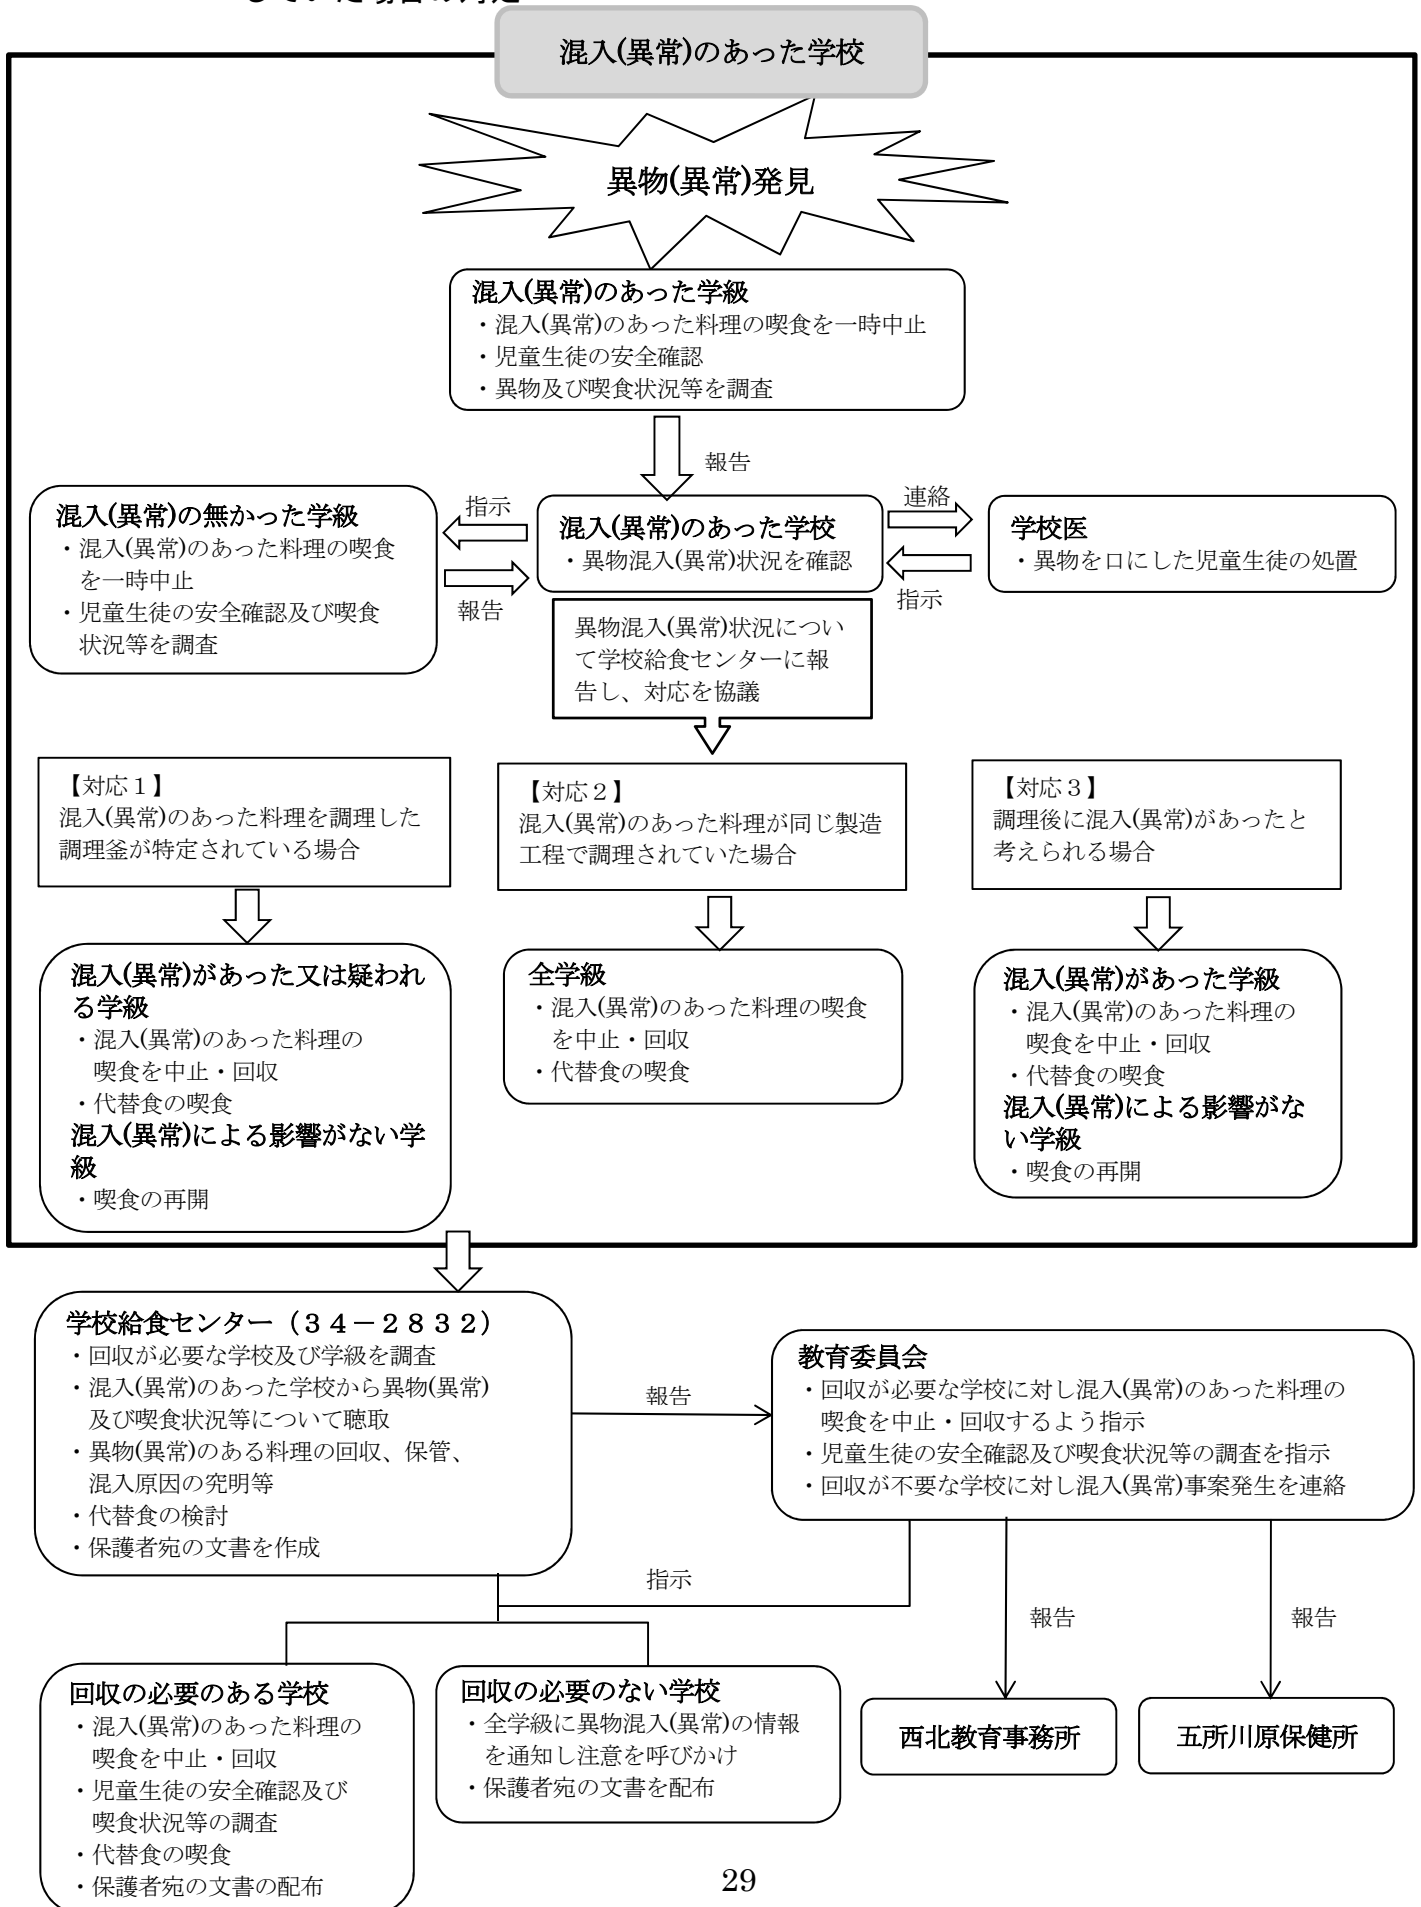 混入(異常)のあった学校
異物(異常)発見
混入(異常)のあった学級
・混入(異常)のあった料理の喫食を一時中止
・児童生徒の安全確認
・異物及び喫食状況等を調査
報告
混入(異常)の無かった学級
・混入(異常)のあった料理の喫食
を一時中止
・児童生徒の安全確認及び喫食
状況等を調査
指示
報告
混入(異常)のあった学校
・異物混入(異常)状況を確認
連絡
指示
学校医
・異物を口にした児童生徒の処置
異物混入(異常)状況につい
て学校給食センターに報
告し、対応を協議
【対応１】
混入(異常)のあった料理を調理した
調理釜が特定されている場合
【対応２】
混入(異常)のあった料理が同じ製造
工程で調理されていた場合
【対応３】
調理後に混入(異常)があったと
考えられる場合
混入(異常)があった又は疑われ
る学級
・混入(異常)のあった料理の
喫食を中止・回収
・代替食の喫食
混入(異常)による影響がない学
級
・喫食の再開
全学級
・混入(異常)のあった料理の喫食
を中止・回収
・代替食の喫食
混入(異常)があった学級
・混入(異常)のあった料理の
喫食を中止・回収
・代替食の喫食
混入(異常)による影響がな
い学級
・喫食の再開
学校給食センター（３４－２８３２）
・回収が必要な学校及び学級を調査
・混入(異常)のあった学校から異物(異常)
及び喫食状況等について聴取
・異物(異常)のある料理の回収、保管、
混入原因の究明等
・代替食の検討
・保護者宛の文書を作成
報告
教育委員会
・回収が必要な学校に対し混入(異常)のあった料理の
喫食を中止・回収するよう指示
・児童生徒の安全確認及び喫食状況等の調査を指示
・回収が不要な学校に対し混入(異常)事案発生を連絡
指示
報告
報告
回収の必要のある学校
・混入(異常)のあった料理の
喫食を中止・回収
・児童生徒の安全確認及び
喫食状況等の調査
・代替食の喫食
・保護者宛の文書の配布
回収の必要のない学校
・全学級に異物混入(異常)の情報
を通知し注意を呼びかけ
・保護者宛の文書を配布
西北教育事務所
五所川原保健所
29